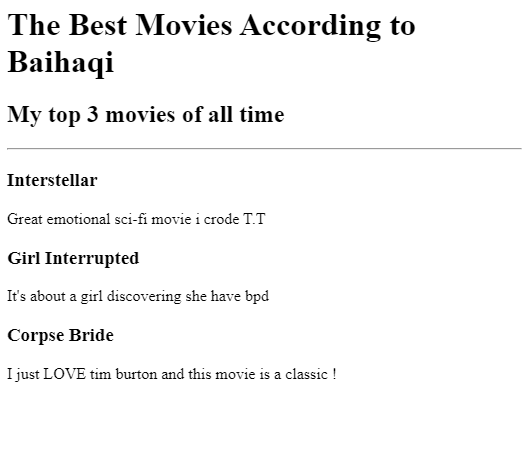 The Best Movies According to
Baihaqi
My top 3 movies of all time
Interstellar
Great emotional sci-fi movie i crode T.T
Girl Interrupted
It's about a girl discovering she have bpd
Corpse Bride
I just LOVE tim burton and this movie is a classic !